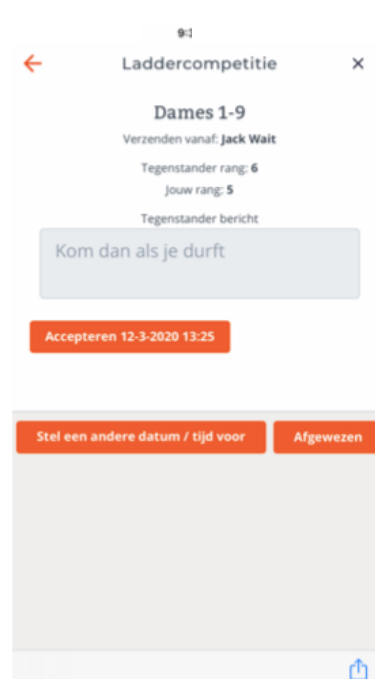 Laddercompetitie
Dames 1-9
Verzenden vanaf: Jack Wait
Tegenstander rang: 6
Jouw rang: 5
Tegenstander bericht
Kom dan als je durft
Accepteren 12-3-2020 13:25
Stel een andere datum / tijd voor
Afgewezen